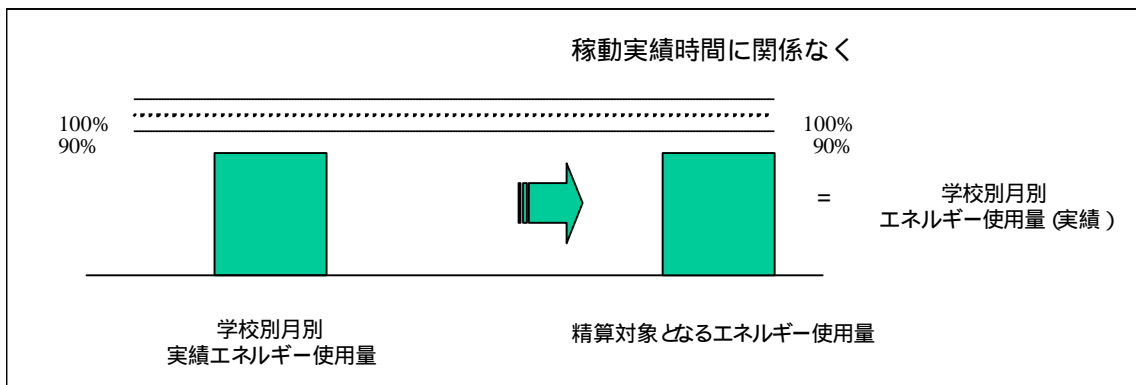 稼動実績時間に関係なく
100%
90%
100%
90%
=
学校別月別
エネルギー使用量(実績)
学校別月別
実績エネルギー使用量
精算対象となるエネルギー使用量